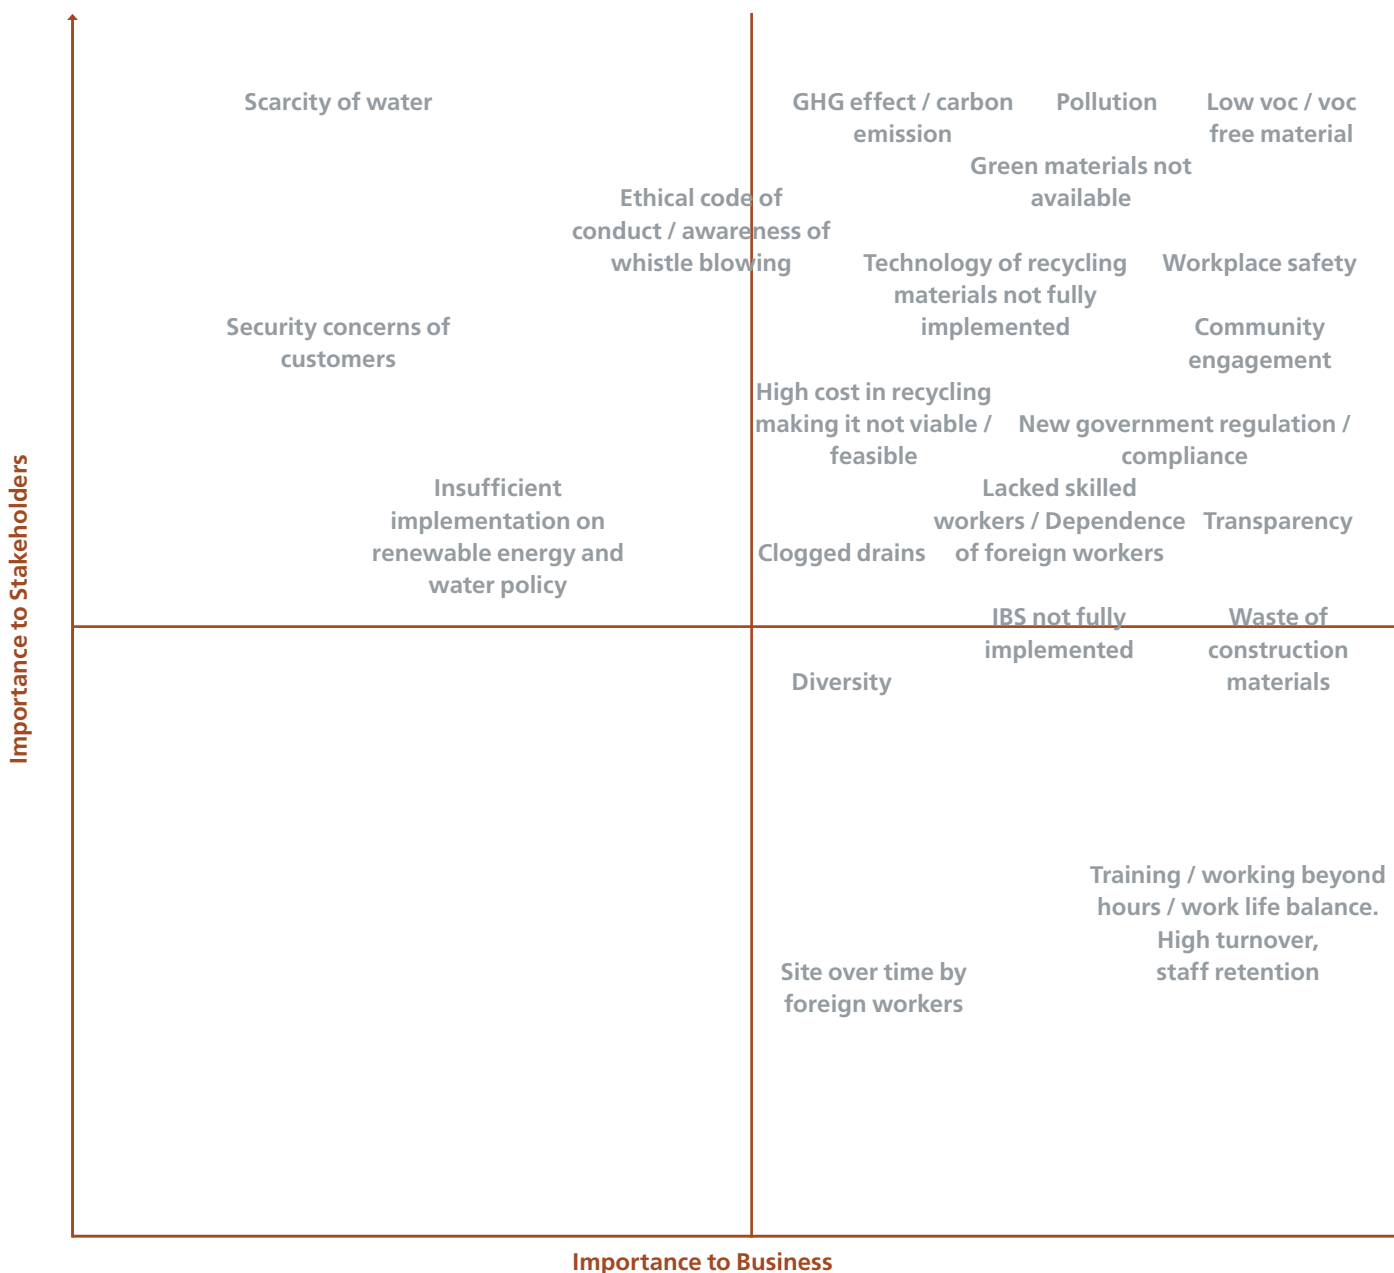 Scarcity of water
GHG effect / carbon
emission
Pollution
Low voc / voc
free material
Green materials not
available
Ethical code of
conduct / awareness of
whistle blowing
Technology of recycling
materials not fully
implemented
Workplace safety
Security concerns of
customers
Community
engagement
High cost in recycling
making it not viable /
feasible
New government regulation /
compliance
Insufficient
implementation on
renewable energy and
water policy
Lacked skilled
workers / Dependence
of foreign workers
Transparency
Clogged drains
IBS not fully
implemented
Waste of
construction
materials
Diversity
Training / working beyond
hours / work life balance.
High turnover,
staff retention
Site over time by
foreign workers
Importance to Stakeholders
Importance to Business